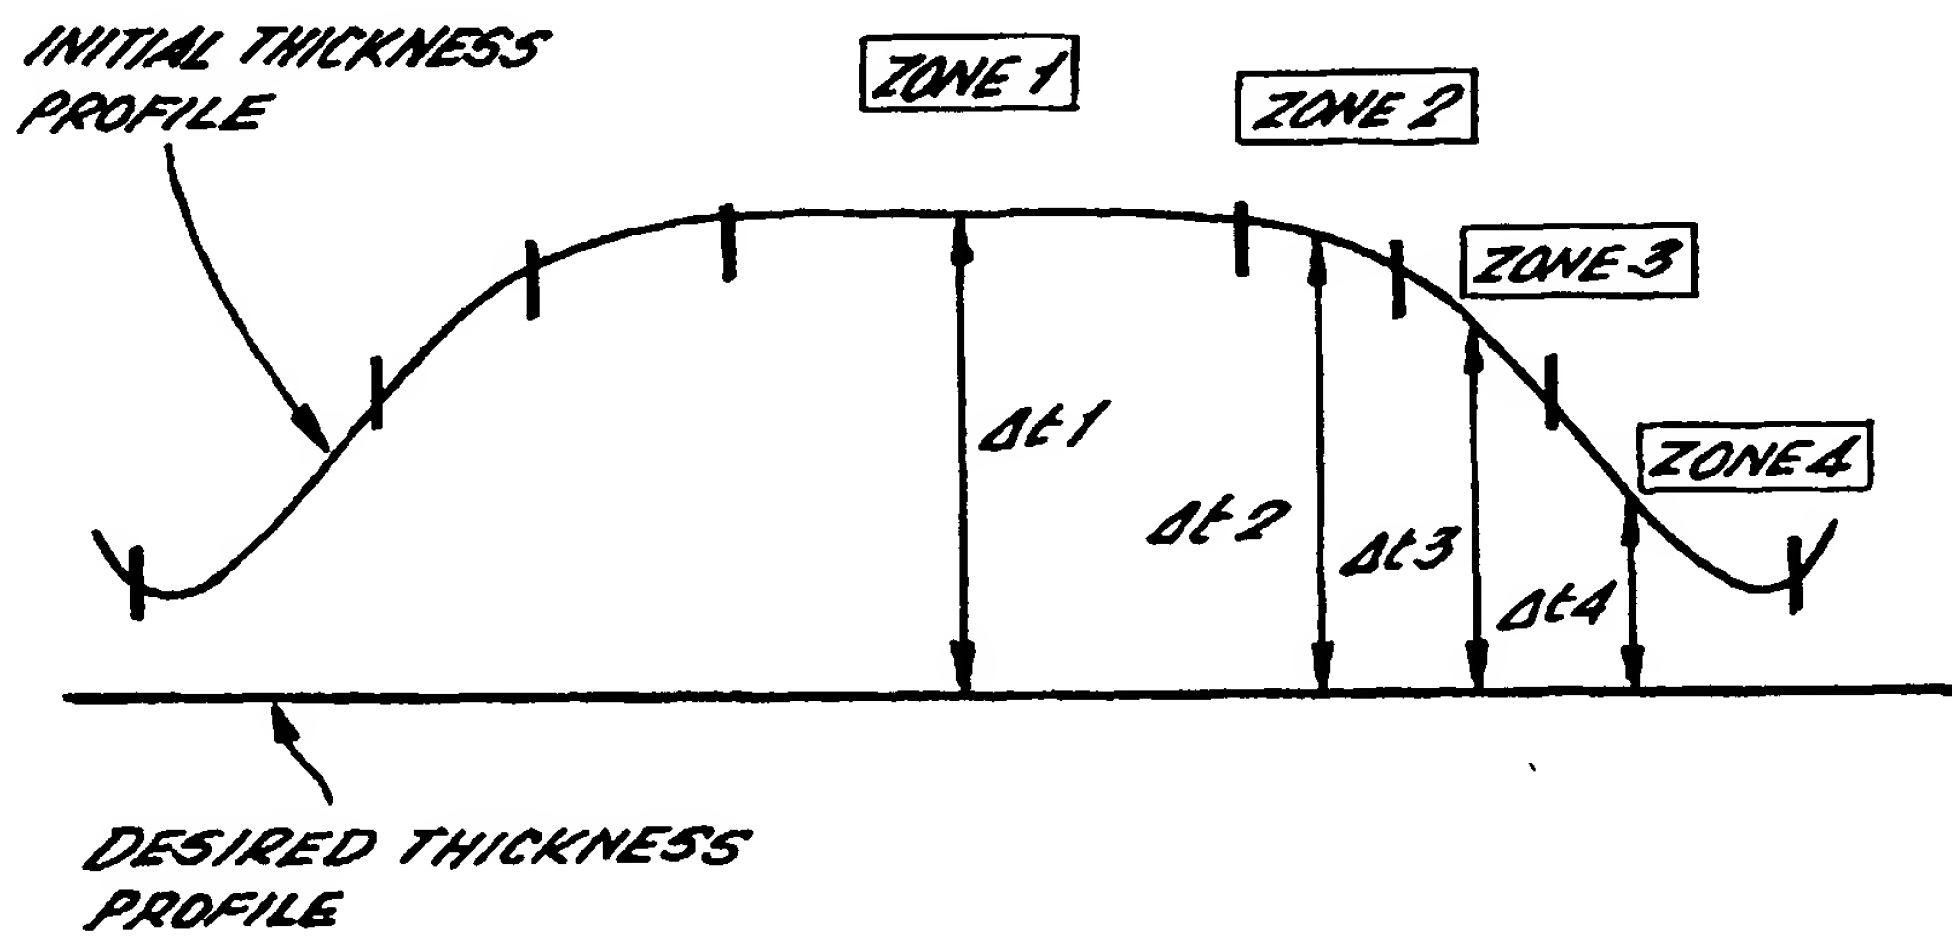 INITIAL THICKNESS
PROFILE
ZONE 1
ZONE 2
ZONE 3
Δt1
ZONE 4
Δt2
Δt3
Δt4
DESIRED THICKNESS
PROFILE